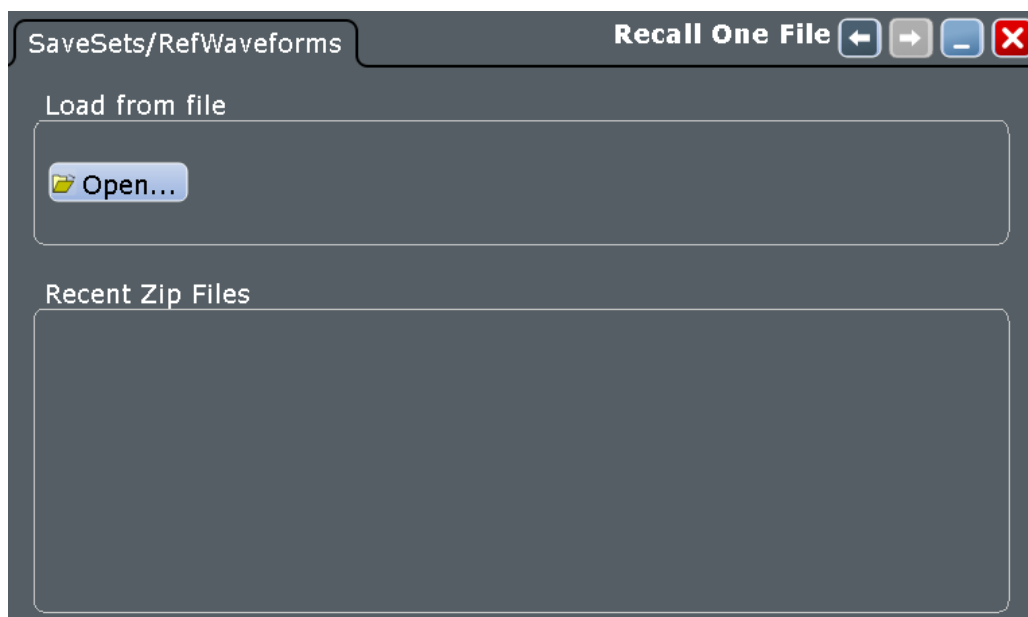 SaveSets/RefWaveforms
Recall One File
Load from file
Open...
Recent Zip Files